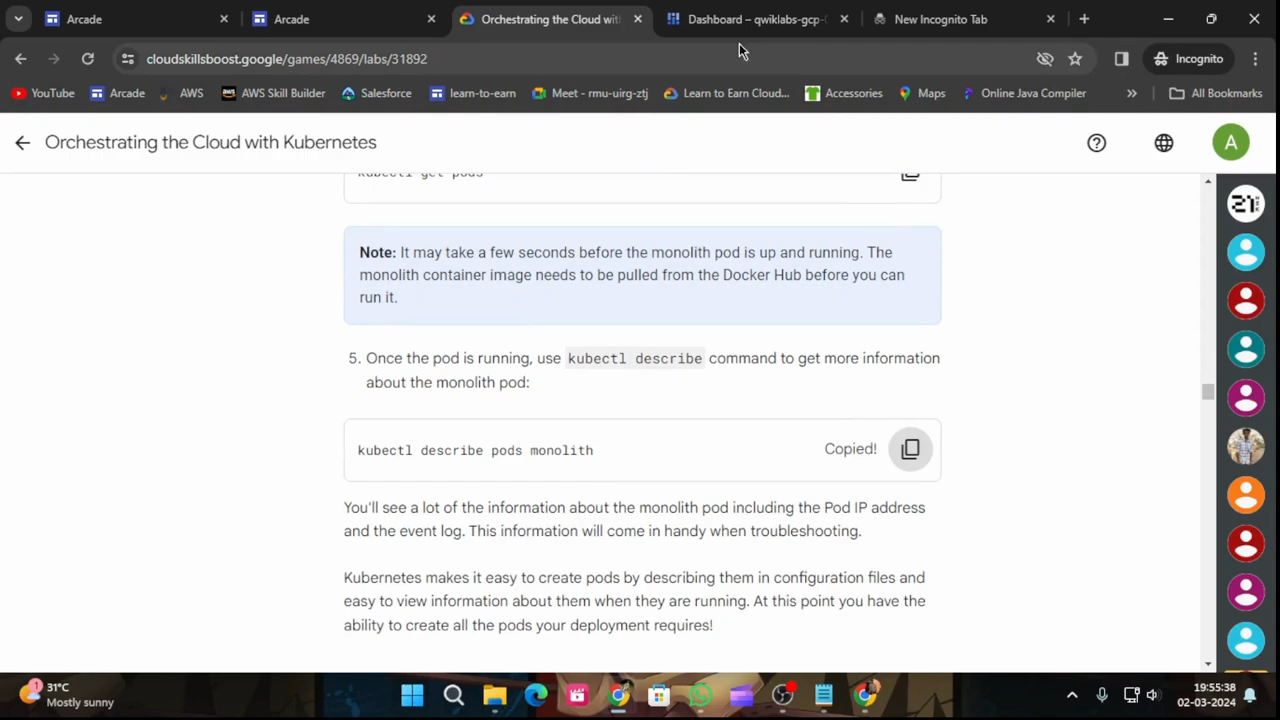 Arcade
Arcade
Orchestrating the Cloud wit
Dashboard – qwiklabs-gcp-
New Incognito Tab
cloudskillsboost.google/games/4869/labs/31892
Incognito
YouTube
Arcade
AWS
AWS Skill Builder
Salesforce
learn-to-earn
Meet - rmu-uirg-ztj
Learn to Earn Cloud...
Accessories
Maps
Online Java Compiler
»
All Bookmarks
Orchestrating the Cloud with Kubernetes
A
kubectl get pods
Note: It may take a few seconds before the monolith pod is up and running. The
monolith container image needs to be pulled from the Docker Hub before you can
run it.
5. Once the pod is running, use kubectl describe command to get more information
about the monolith pod:
kubectl describe pods monolith
Copied!
You'll see a lot of the information about the monolith pod including the Pod IP address
and the event log. This information will come in handy when troubleshooting.
Kubernetes makes it easy to create pods by describing them in configuration files and
easy to view information about them when they are running. At this point you have the
ability to create all the pods your deployment requires!
1
31°C
Mostly sunny
19:55:38
02-03-2024